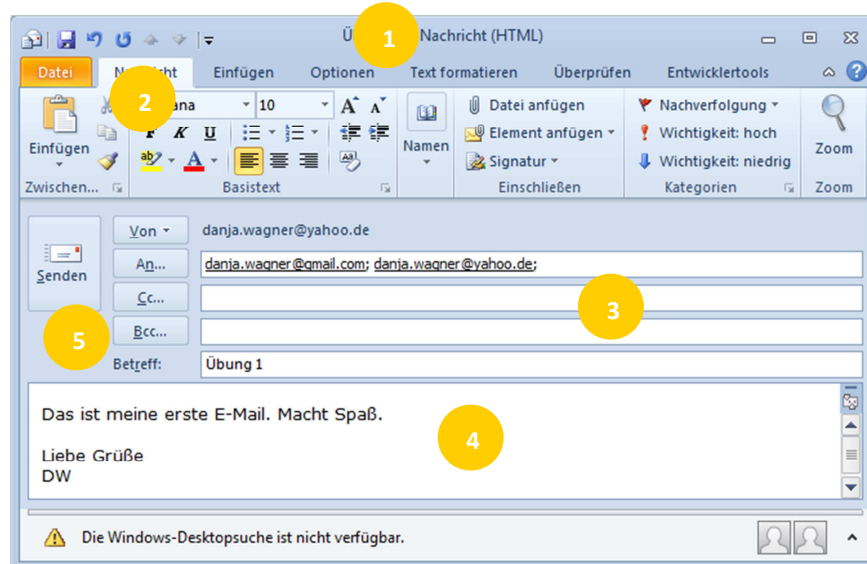 1 Nachricht (HTML)
Datei Einfügen Optionen Text formatieren Überprüfen Entwicklertools
2 10 A A
F K U
Datei anfügen
Nachverfolgung
Einfügen
Namen
Element anfügen
Wichtigkeit: hoch
Zoom
ab A Aa
Signatur
Wichtigkeit: niedrig
Zwischen... Basistext Einschließen Kategorien Zoom
Senden
Von danja.wagner@yahoo.de
An... danja.wagner@gmail.com; danja.wagner@yahoo.de;
Cc... 3
5 Bcc...
Betreff: Übung 1
Das ist meine erste E-Mail. Macht Spaß.
4
Liebe Grüße
DW
Die Windows-Desktopsuche ist nicht verfügbar.